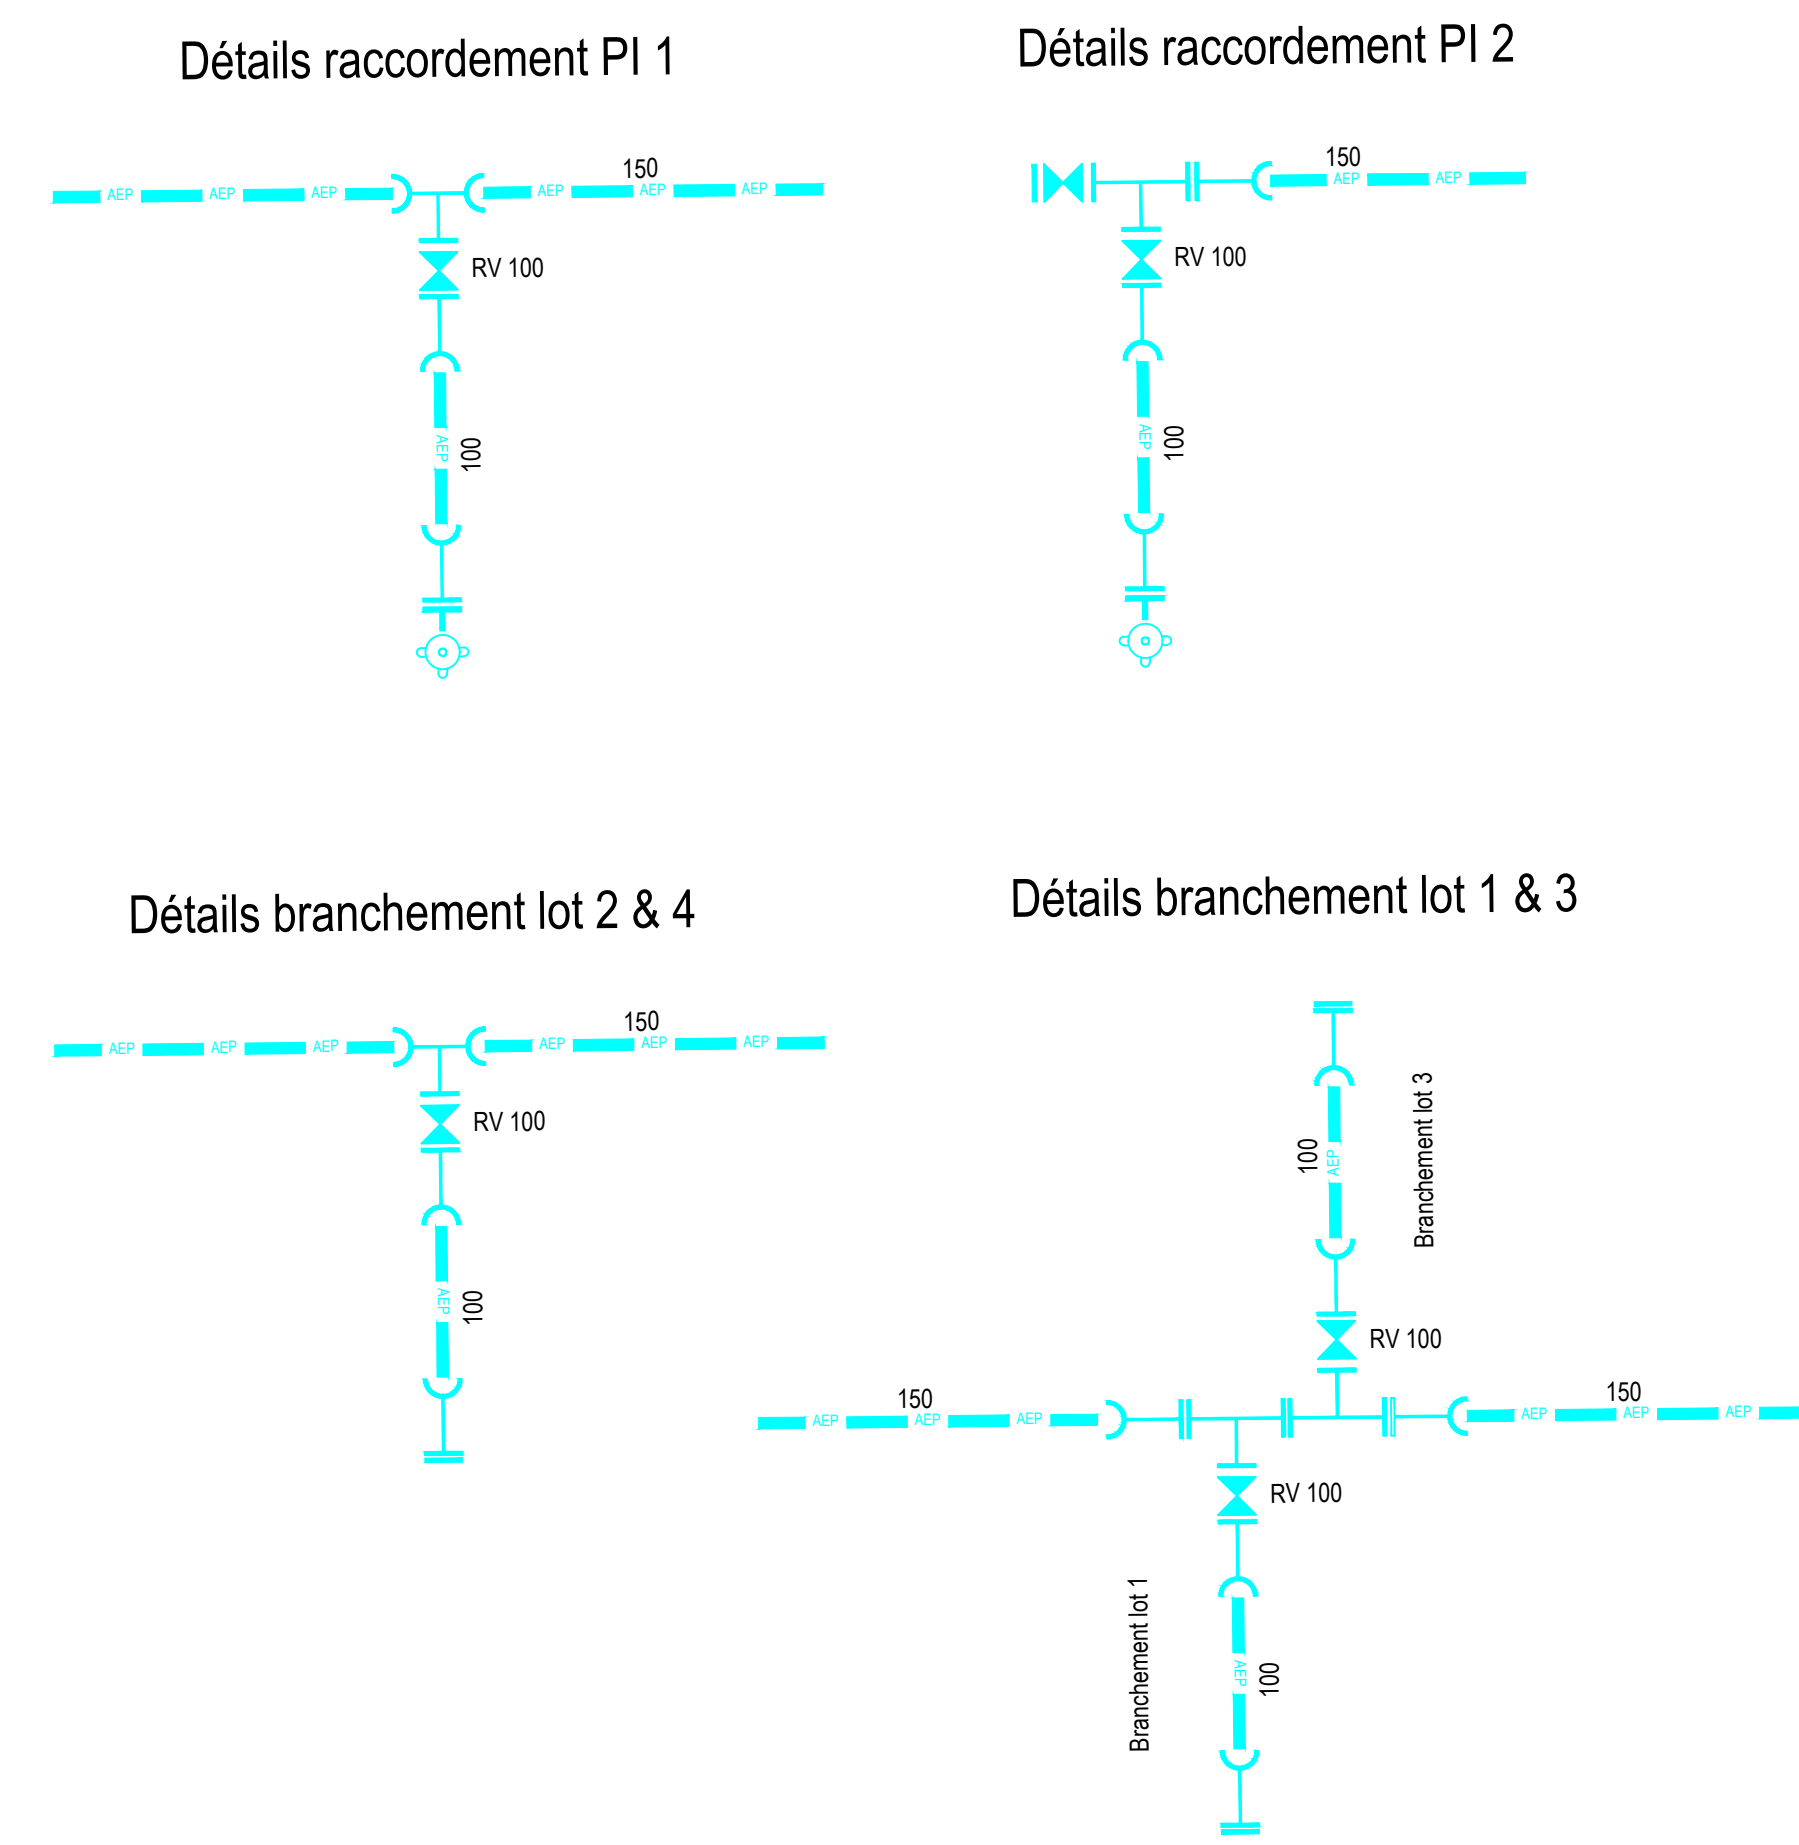 Détails raccordement PI 1
150
AEP AEP AEP AEP AEP AEP
RV 100
AEP
100
Détails raccordement PI 2
150
AEP AEP
RV 100
AEP
100
Détails branchement lot 2 & 4
150
AEP AEP AEP AEP AEP AEP
RV 100
AEP
100
Détails branchement lot 1 & 3
Branchement lot 3
100
AEP
RV 100
150
150
AEP AEP AEP AEP AEP AEP
RV 100
Branchement lot 1
AEP
100